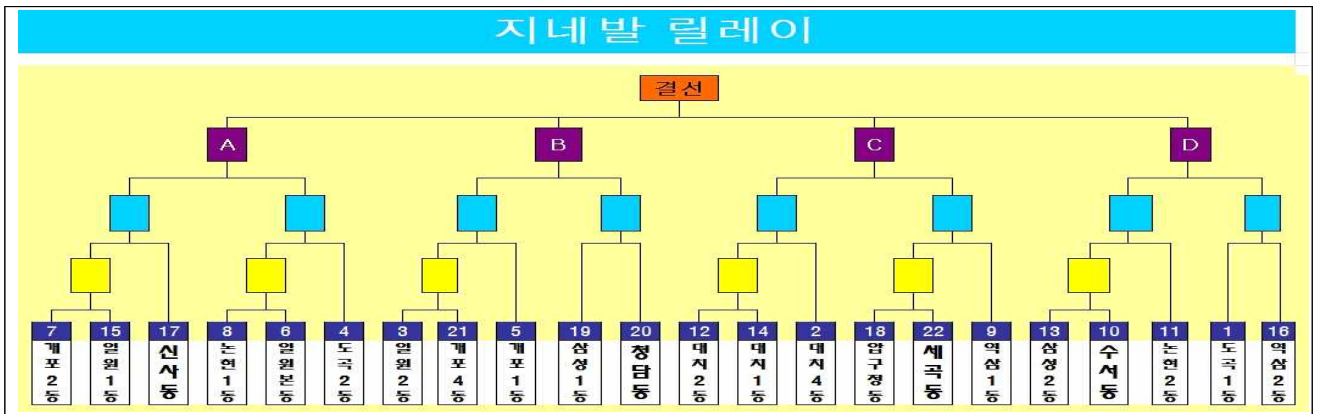 지네발 릴레이
결선
A B C D
7 15 17 8 6 4 3 21 5 19 20 12 14 2 18 22 9 13 10 11 1 16
개포2동 일원1동 신사동 논현1동 일원본동 도곡2동 일원2동 개포4동 개포1동 삼성1동 청담동 대치2동 대치1동 대치4동 압구정동 세곡동 역삼1동 삼성2동 수서동 논현2동 도곡1동 역삼2동